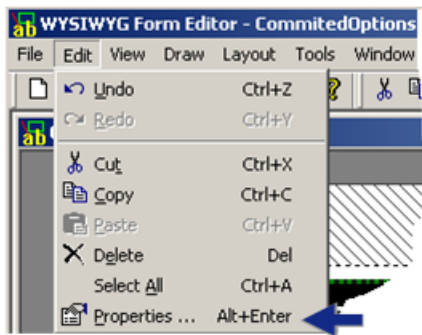 WYSIWYG Form Editor - CommitedOptions
File Edit View Draw Layout Tools Window
Undo Ctrl+Z
Redo Ctrl+Y
Cut Ctrl+X
Copy Ctrl+C
Paste Ctrl+V
Delete Del
Select All Ctrl+A
Properties ... Alt+Enter